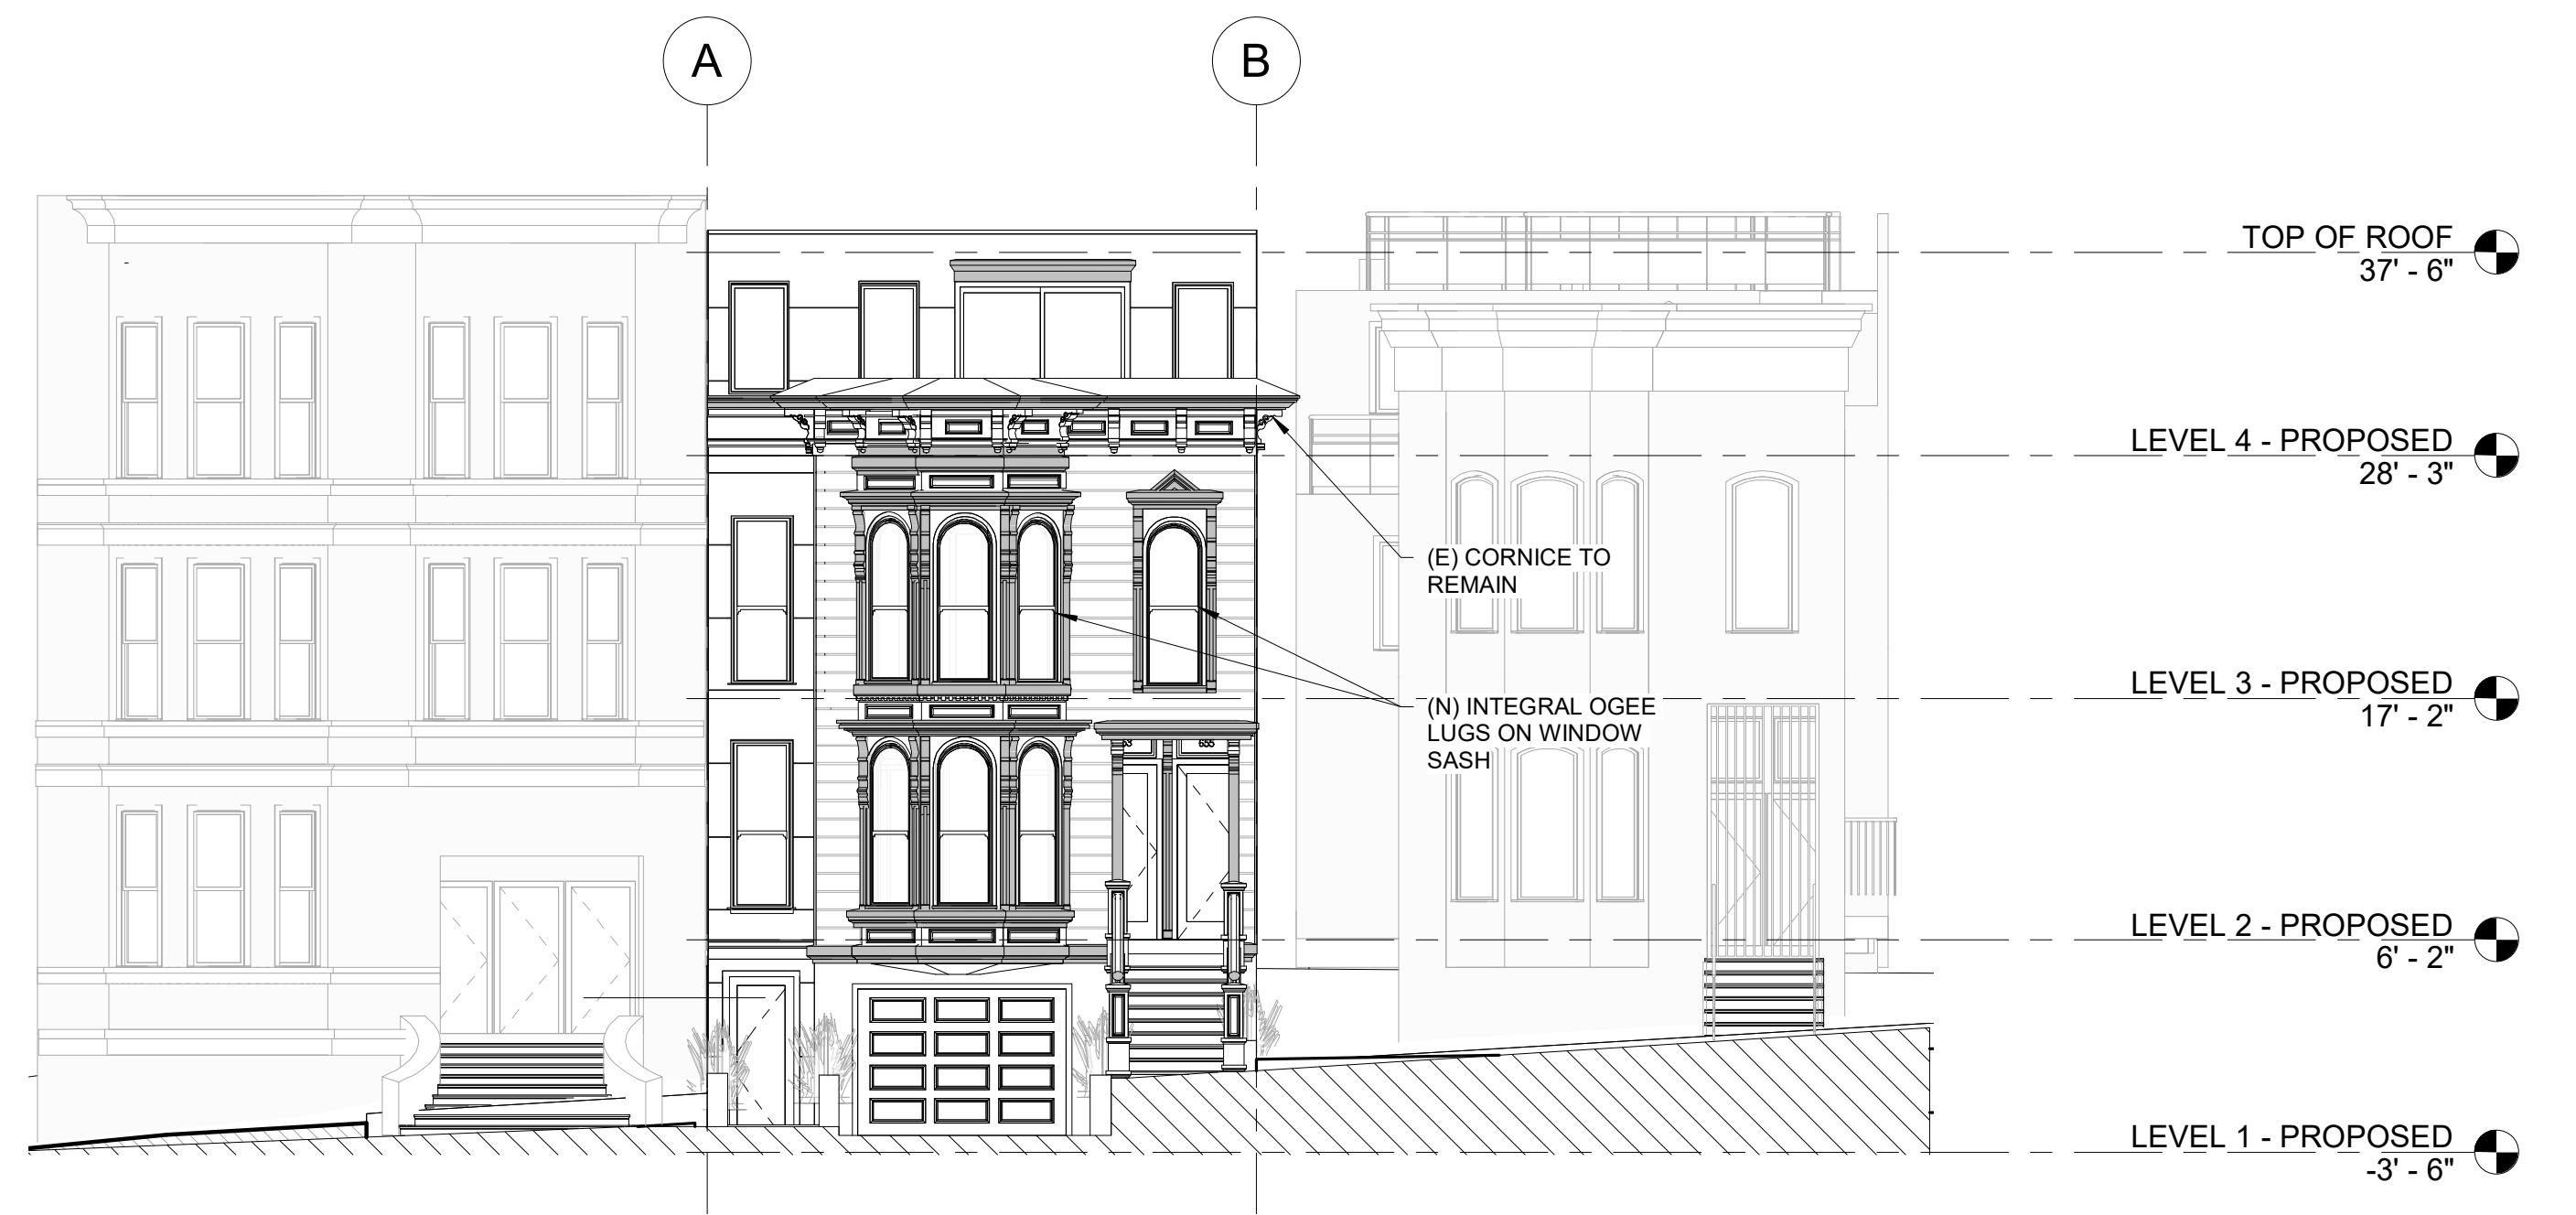 A
B
TOP OF ROOF
37' - 6"
LEVEL 4 - PROPOSED
28' - 3"
(E) CORNICE TO
REMAIN
LEVEL 3 - PROPOSED
17' - 2"
(N) INTEGRAL OGEE
LUGS ON WINDOW
SASH
655
LEVEL 2 - PROPOSED
6' - 2"
LEVEL 1 - PROPOSED
-3' - 6"